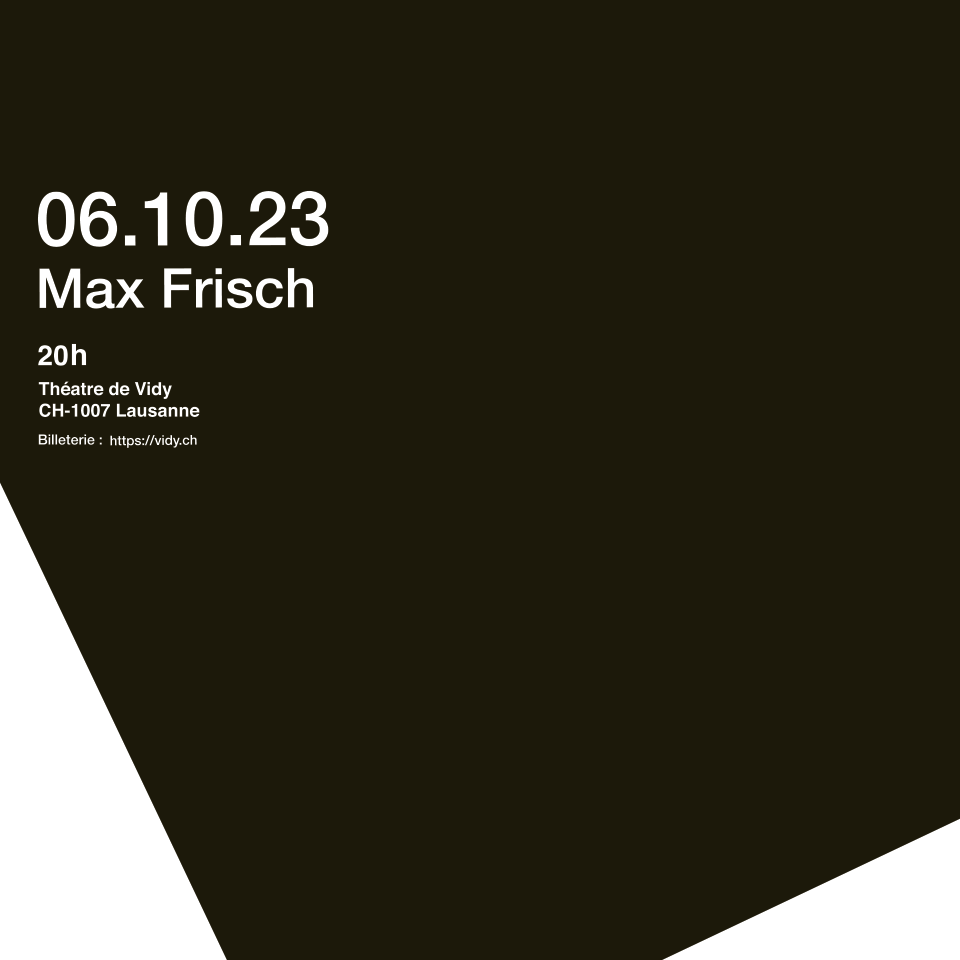 06.10.23
Max Frisch
20h
Théatre de Vidy
CH-1007 Lausanne
Billeterie : https://vidy.ch